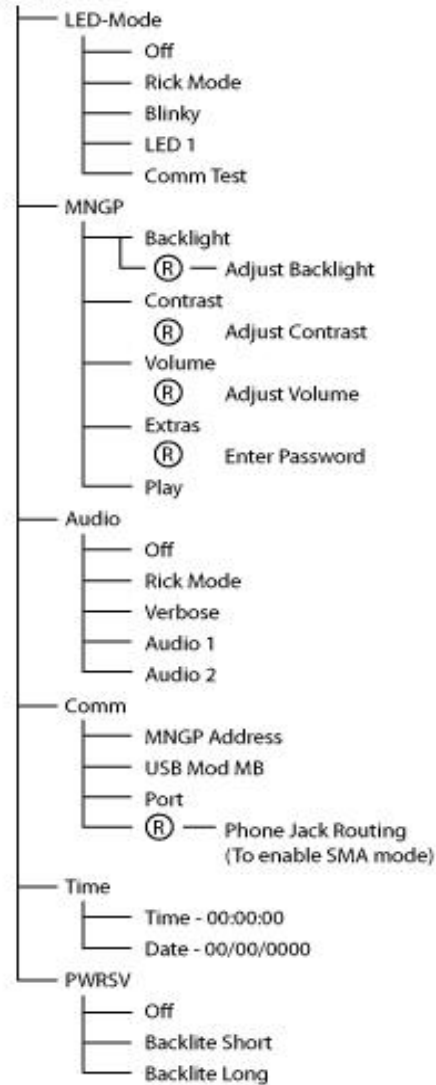 LED-Mode
Off
Rick Mode
Blinky
LED 1
Comm Test
MNGP
Backlight
R Adjust Backlight
Contrast
R Adjust Contrast
Volume
R Adjust Volume
Extras
R Enter Password
Play
Audio
Off
Rick Mode
Verbose
Audio 1
Audio 2
Comm
MNGP Address
USB Mod MB
Port
R Phone Jack Routing
(To enable SMA mode)
Time
Time - 00:00:00
Date - 00/00/0000
PWRSV
Off
Backlite Short
Backlite Long